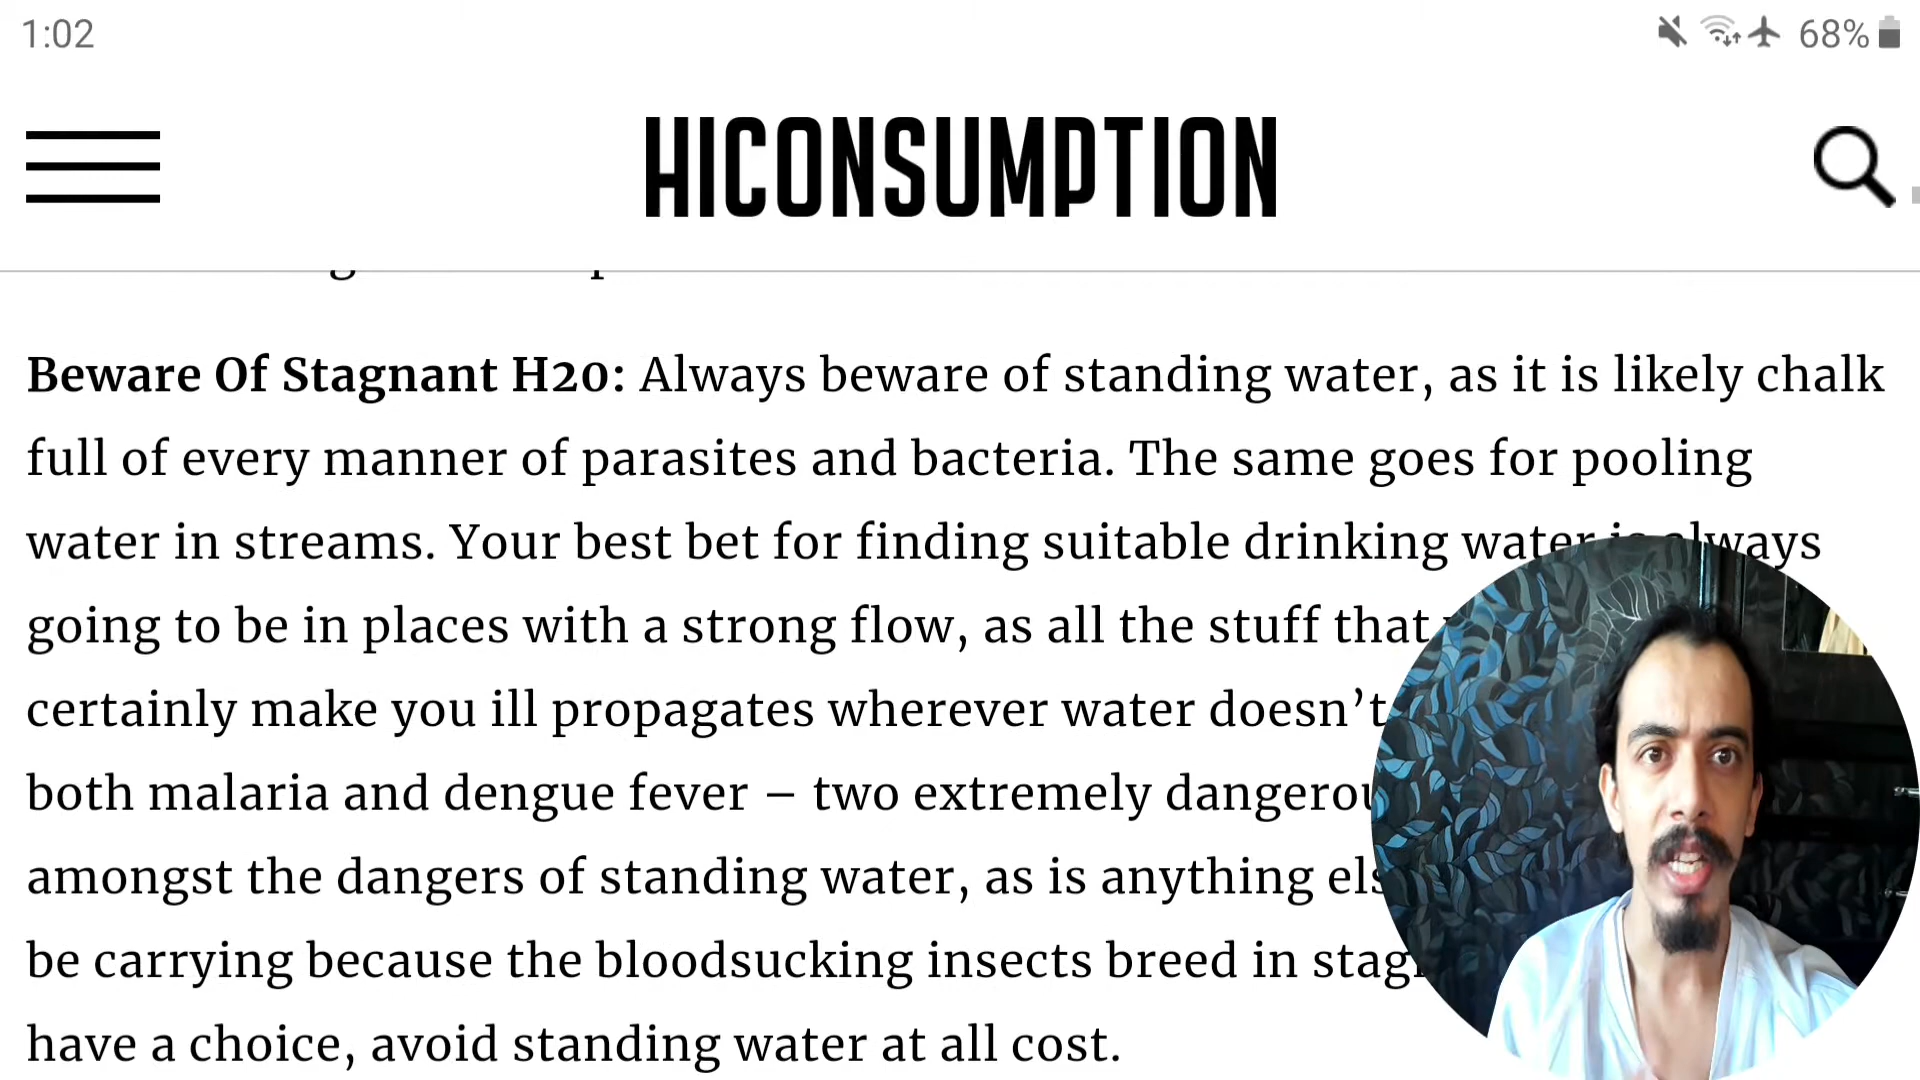 1:02
68%
HICONSUMPTION
Beware Of Stagnant H20: Always beware of standing water, as it is likely chalk
full of every manner of parasites and bacteria. The same goes for pooling
water in streams. Your best bet for finding suitable drinking water is always
going to be in places with a strong flow, as all the stuff that
certainly make you ill propagates wherever water doesn’t
both malaria and dengue fever – two extremely
amongst the dangers of standing water, as is anything
be carrying because the bloodsucking insects breed in
have a choice, avoid standing water at all cost.